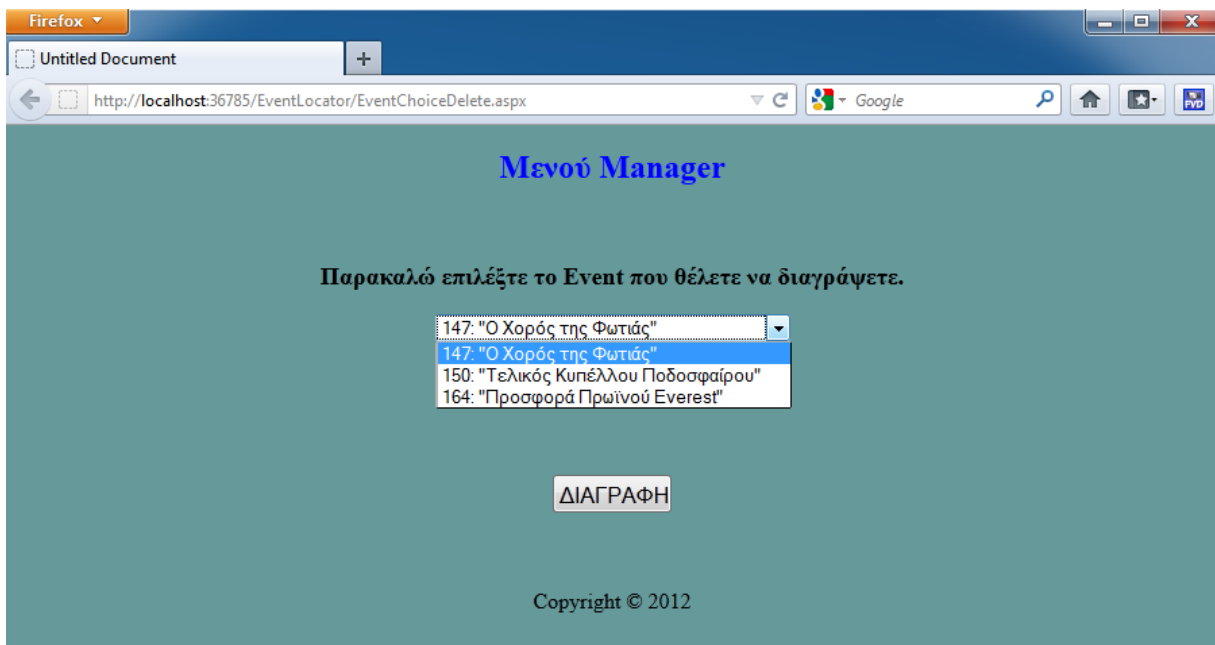 Firefox
Untitled Document
http://localhost:36785/EventLocator/EventChoiceDelete.aspx
Google
FVD
Μενού Manager
Παρακαλώ επιλέξτε το Event που θέλετε να διαγράψετε.
147: "Ο Χορός της Φωτιάς"
147: "Ο Χορός της Φωτιάς"
150: "Τελικός Κυπέλλου Ποδοσφαίρου"
164: "Προσφορά Πρωϊνού Everest"
ΔΙΑΓΡΑΦΗ
Copyright © 2012